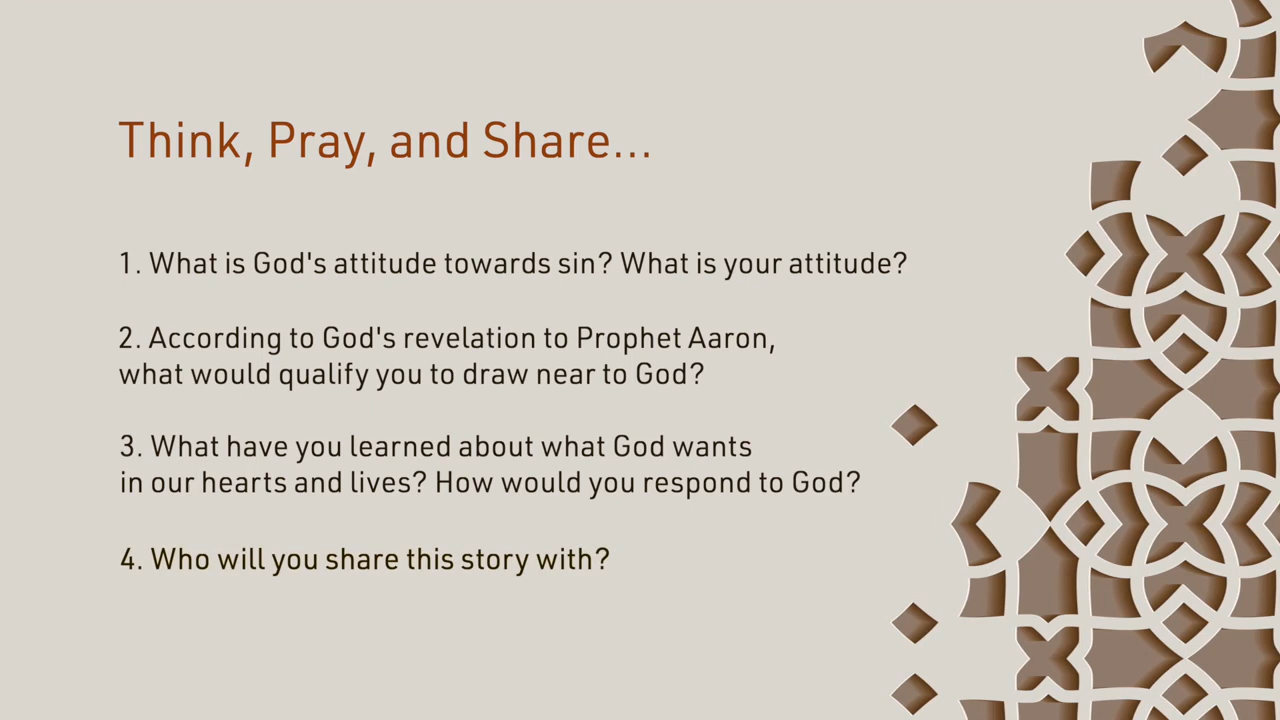 Think, Pray, and Share...
1. What is God's attitude towards sin? What is your attitude?
2. According to God's revelation to Prophet Aaron,
what would qualify you to draw near to God?
3. What have you learned about what God wants
in our hearts and lives? How would you respond to God?
4. Who will you share this story with?